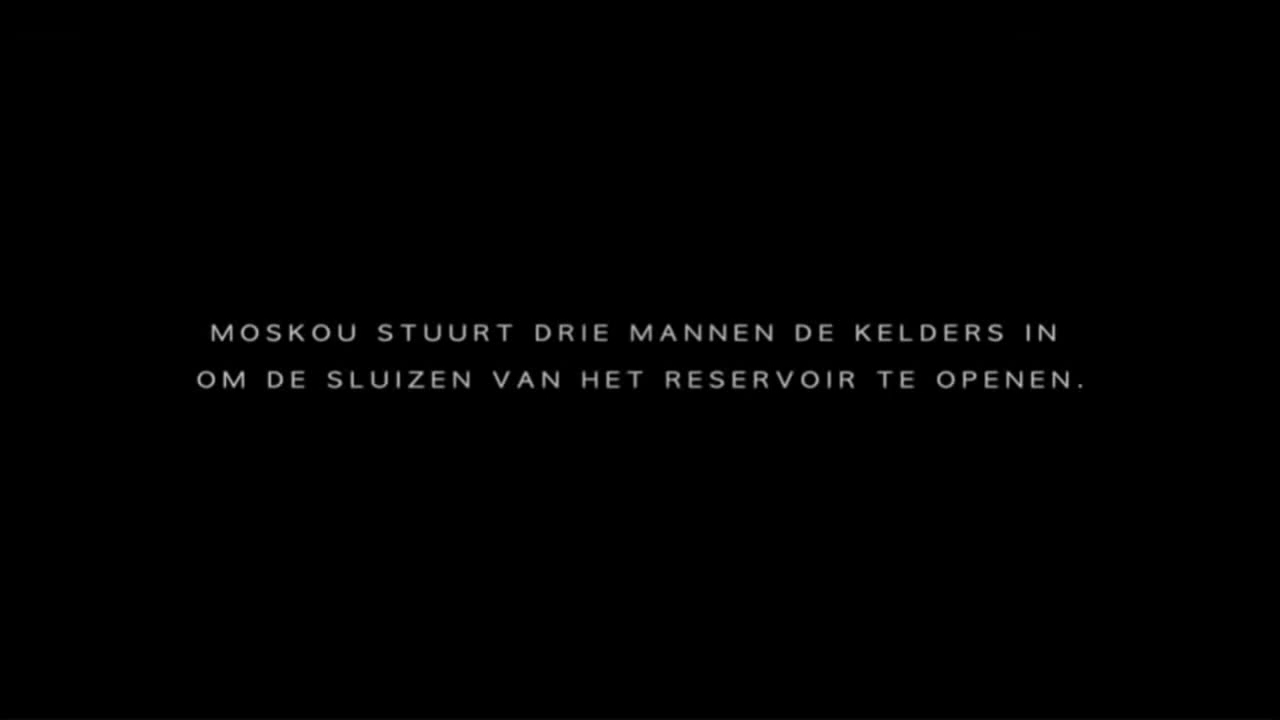 MOSKOU STUURT DRIE MANNEN DE KELDERS IN
OM DE SLUIZEN VAN HET RESERVOIR TE OPENEN.